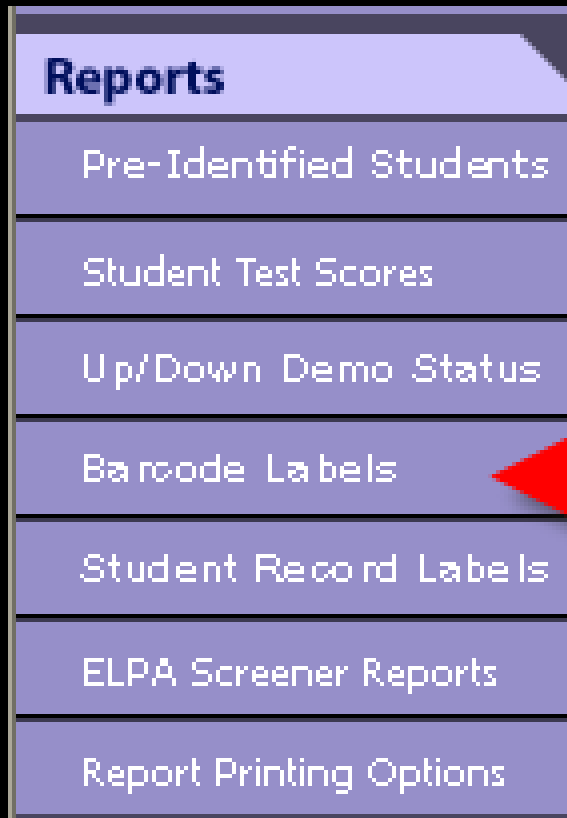 Reports
Pre-Identified Students
Student Test Scores
Up/Down Demo Status
Barcode Labels
Student Record Labels
ELPA Screener Reports
Report Printing Options